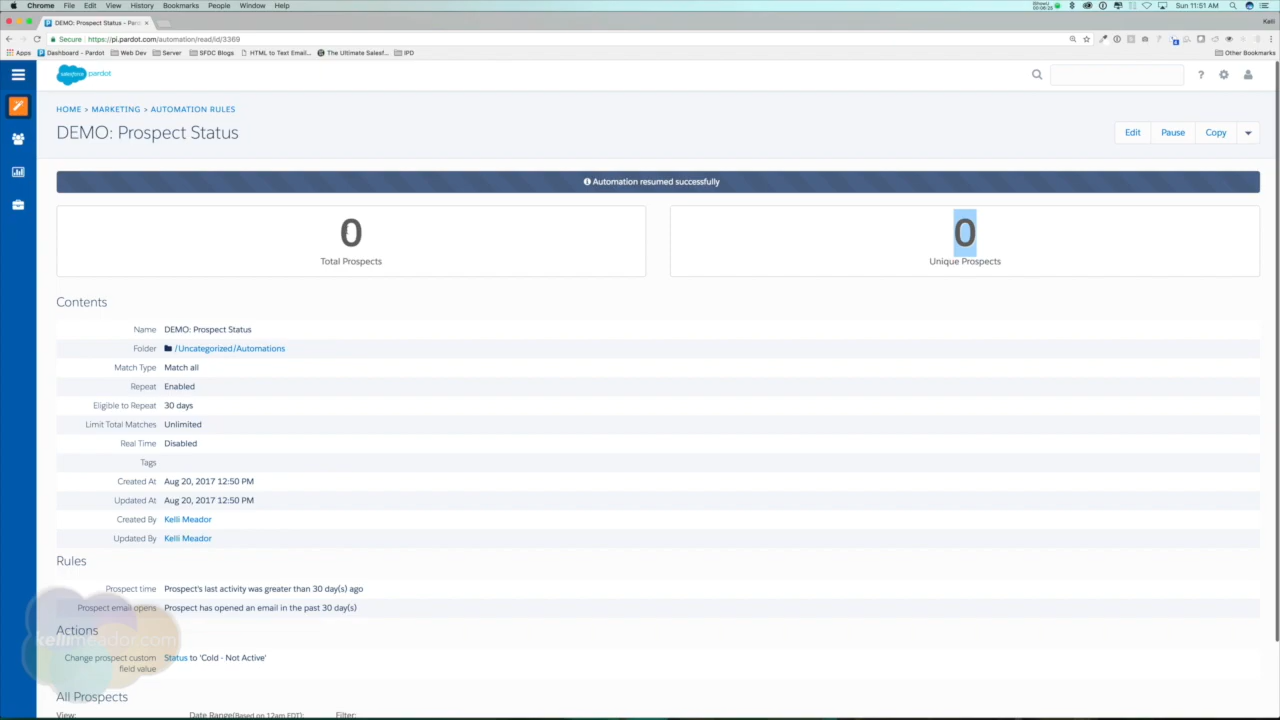 Chrome File Edit View History Bookmarks People Window Help
Sun 11:51 AM
DEMO: Prospect Status - Pard
Kelli
Secure https://pi.pardot.com/automation/read/id/3369
Apps Dashboard - Pardot Web Dev Server SFDC Blogs HTML to Text Email... The Ultimate Salesf... IPD Other Bookmarks
salesforce pardot
HOME > MARKETING > AUTOMATION RULES
DEMO: Prospect Status
Edit Pause Copy
Automation resumed successfully
0 0
Total Prospects Unique Prospects
Contents
Name DEMO: Prospect Status
Folder /Uncategorized/Automations
Match Type Match all
Repeat Enabled
Eligible to Repeat 30 days
Limit Total Matches Unlimited
Real Time Disabled
Tags
Created At Aug 20, 2017 12:50 PM
Updated At Aug 20, 2017 12:50 PM
Created By Kelli Meador
Updated By Kelli Meador
Rules
Prospect time Prospect's last activity was greater than 30 day(s) ago
Prospect email opens Prospect has opened an email in the past 30 day(s)
Actions
kellimeador.com
Change prospect custom Status to 'Cold - Not Active'
field value
All Prospects
View: Date Range(Based on 12am EDT): Filter: